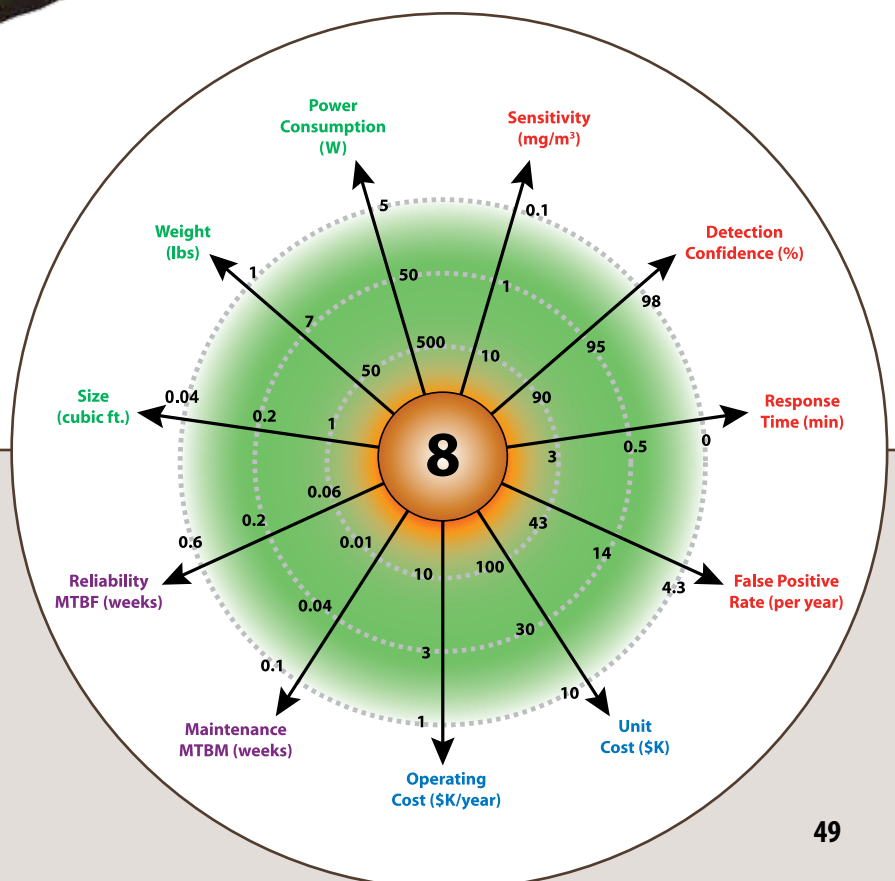 Power
Consumption
(W)
5
50
500
Sensitivity
(mg/m³)
0.1
1
10
Detection
Confidence (%)
98
95
90
Response
Time (min)
0
0.5
3
False Positive
Rate (per year)
4.3
14
43
Unit
Cost ($K)
10
30
100
Operating
Cost ($K/year)
1
3
10
Maintenance
MTBM (weeks)
0.1
0.04
0.01
Reliability
MTBF (weeks)
0.6
0.2
0.06
Size
(cubic ft.)
0.04
0.2
1
Weight
(lbs)
1
7
50
8
49